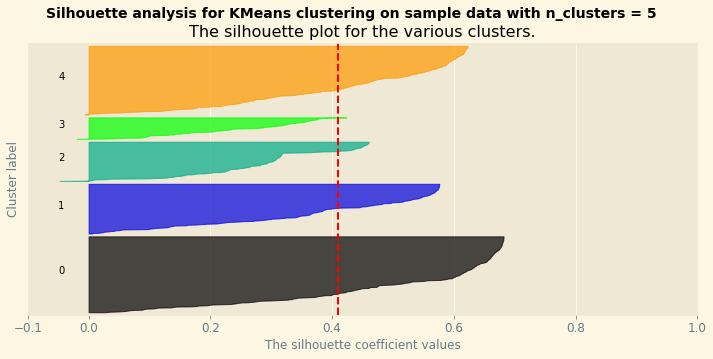 Silhouette analysis for KMeans clustering on sample data with n_clusters = 5
The silhouette plot for the various clusters.
4
3
2
1
0
Cluster label
−0.1 0.0 0.2 0.4 0.6 0.8 1.0
The silhouette coefficient values